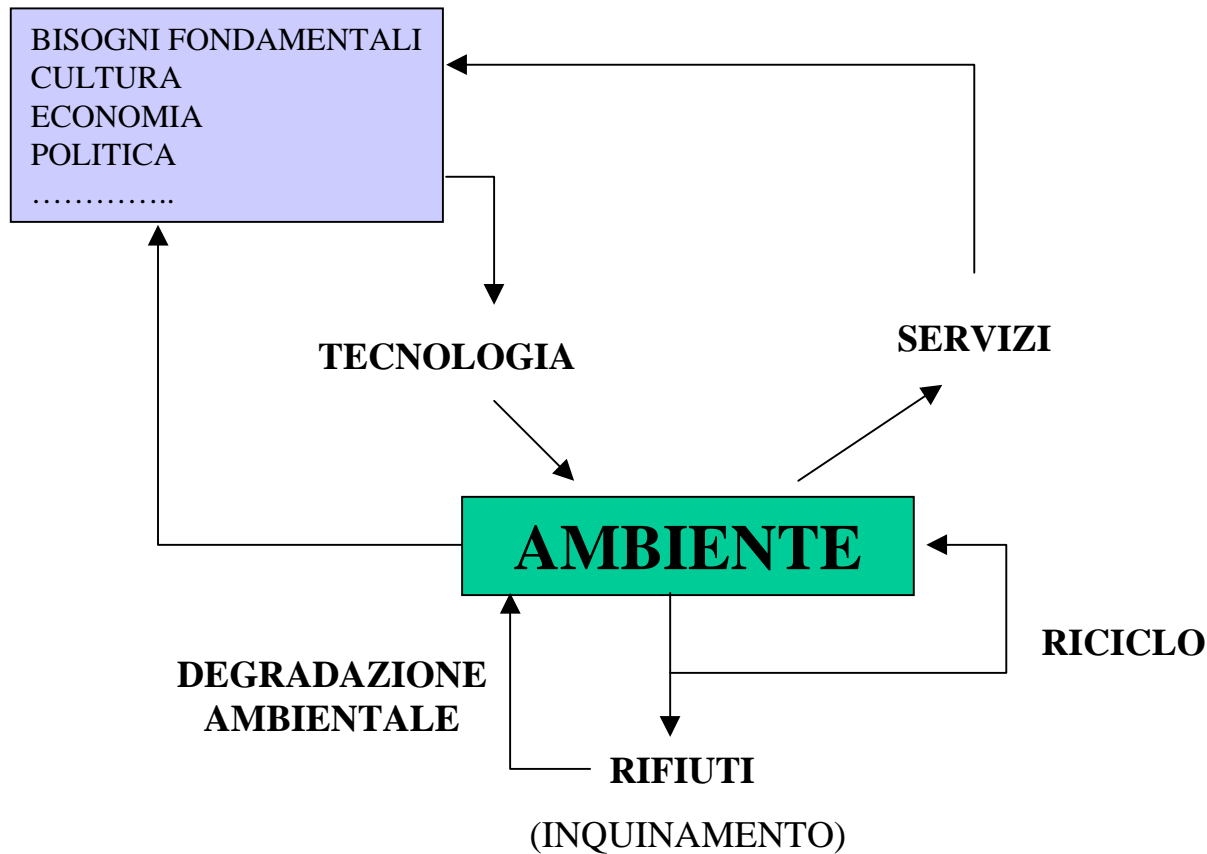 BISOGNI FONDAMENTALI
CULTURA
ECONOMIA
POLITICA
…………..
TECNOLOGIA
SERVIZI
AMBIENTE
RICICLO
DEGRADAZIONE
AMBIENTALE
RIFIUTI
(INQUINAMENTO)